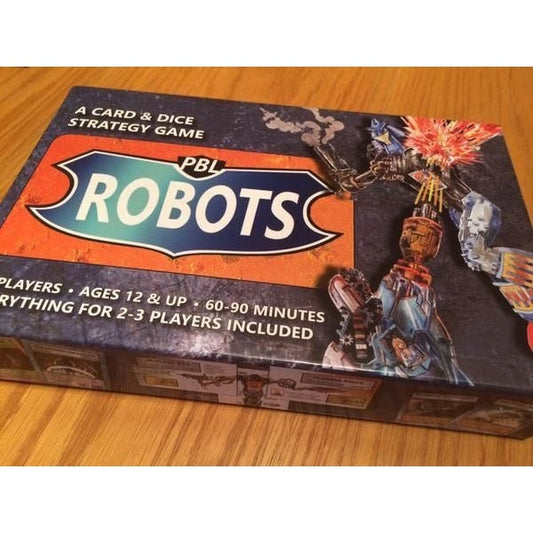 A CARD & DICE
STRATEGY GAME
PBL
ROBOTS
PLAYERS • AGES 12 & UP • 60-90 MINUTES
RYTHING FOR 2-3 PLAYERS INCLUDED